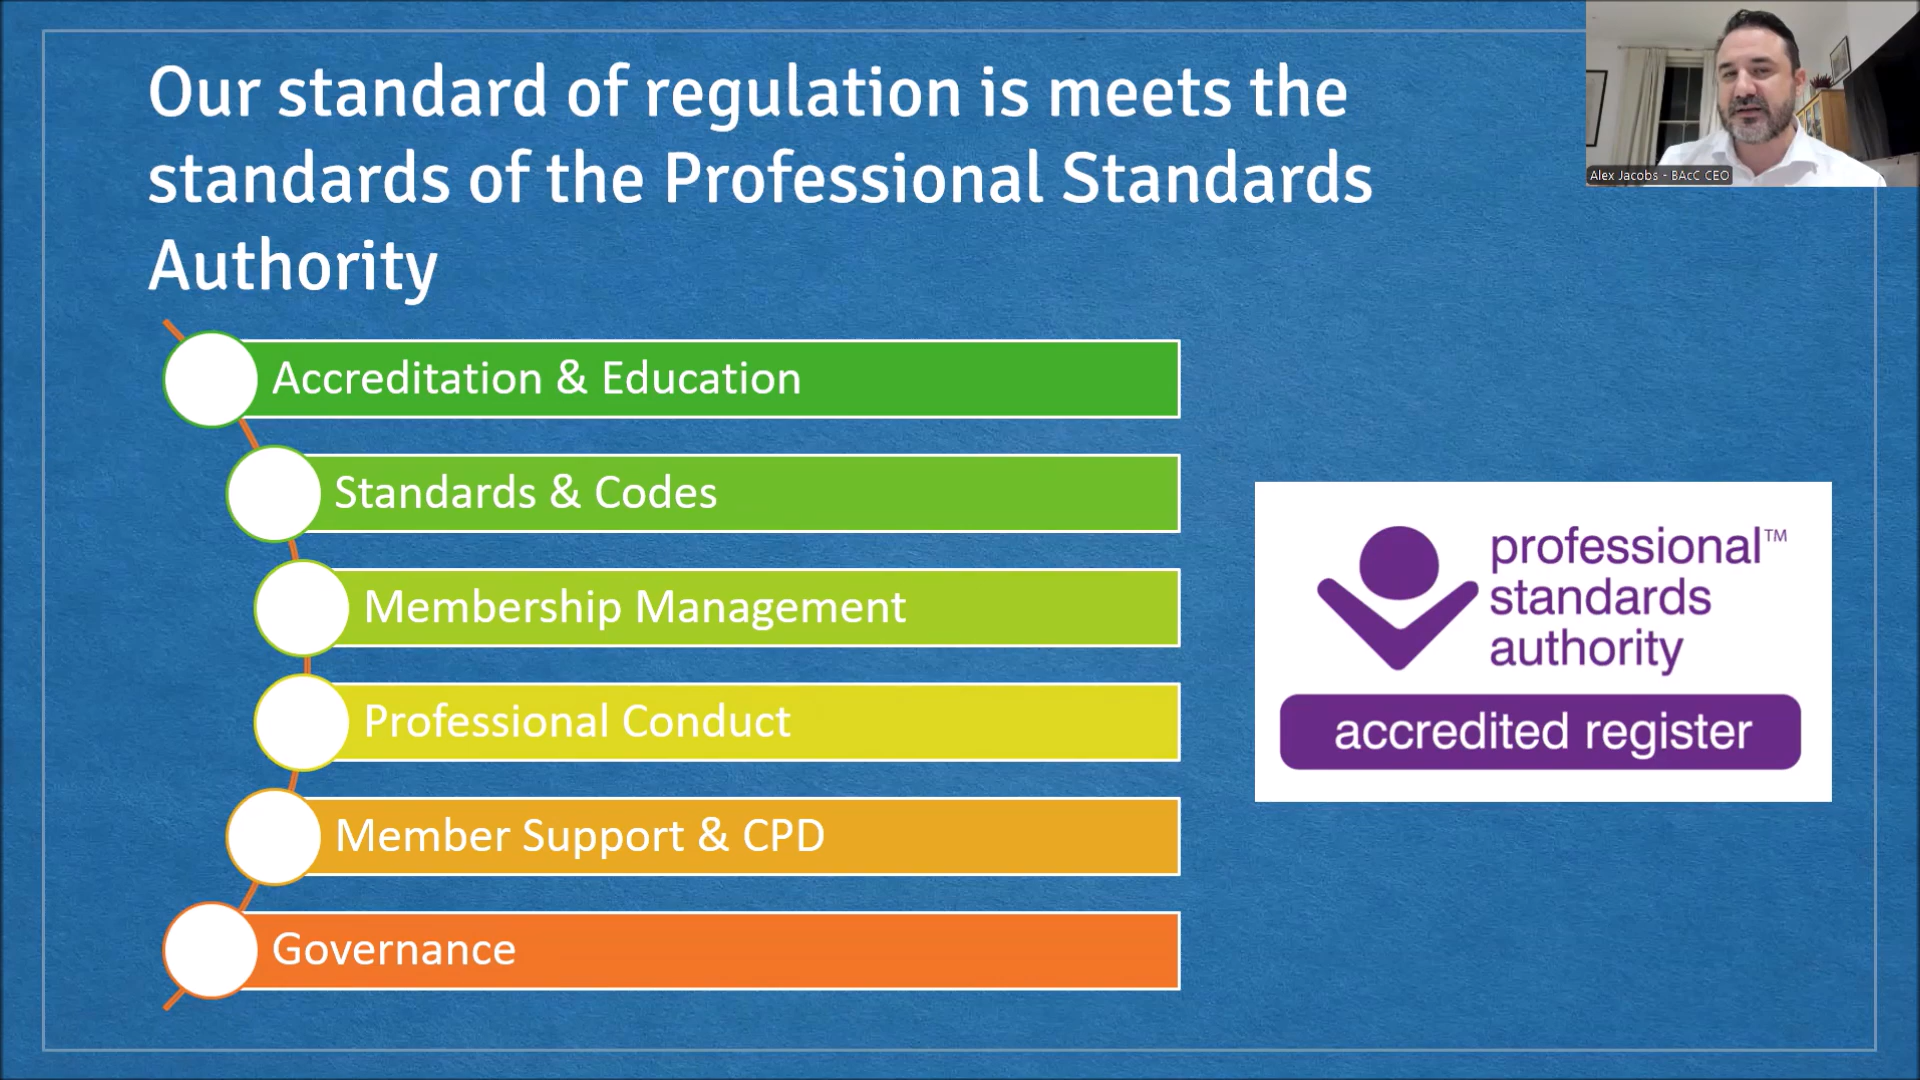 Our standard of regulation is meets the
standards of the Professional Standards
Authority
Alex Jacobs - BAcC CEO
Accreditation & Education
Standards & Codes
Membership Management
Professional Conduct
Member Support & CPD
Governance
professional™
standards
authority
accredited register